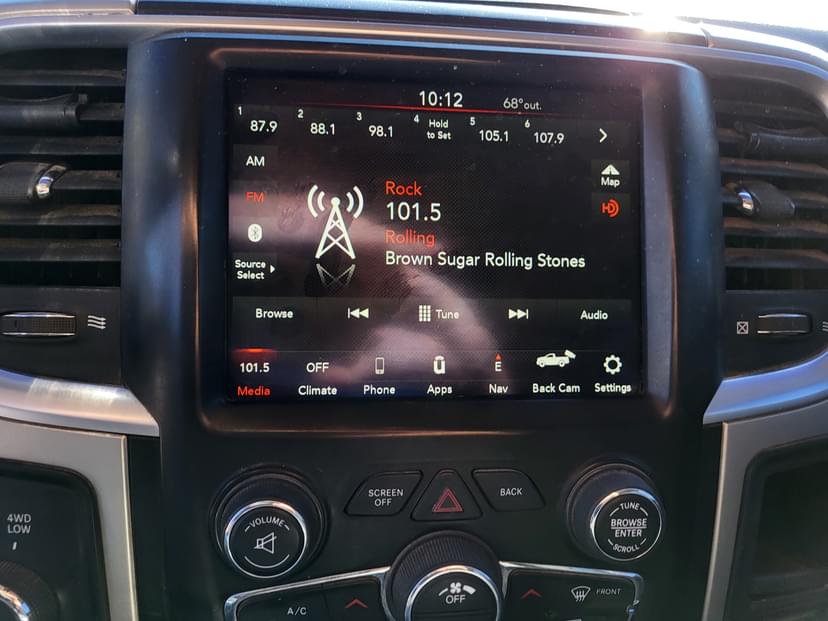 10:12 68°out.
1 87.9 2 88.1 3 98.1 4 Hold to Set 5 105.1 6 107.9
AM
Map
FM
HD
Rock
101.5
Rolling
Brown Sugar Rolling Stones
Source
Select
Browse Tune Audio
101.5 OFF E
Media Climate Phone Apps Nav Back Cam Settings
SCREEN
OFF
BACK
4WD
LOW
VOLUME
TUNE
BROWSE
ENTER
SCROLL
A/C
OFF
FRONT